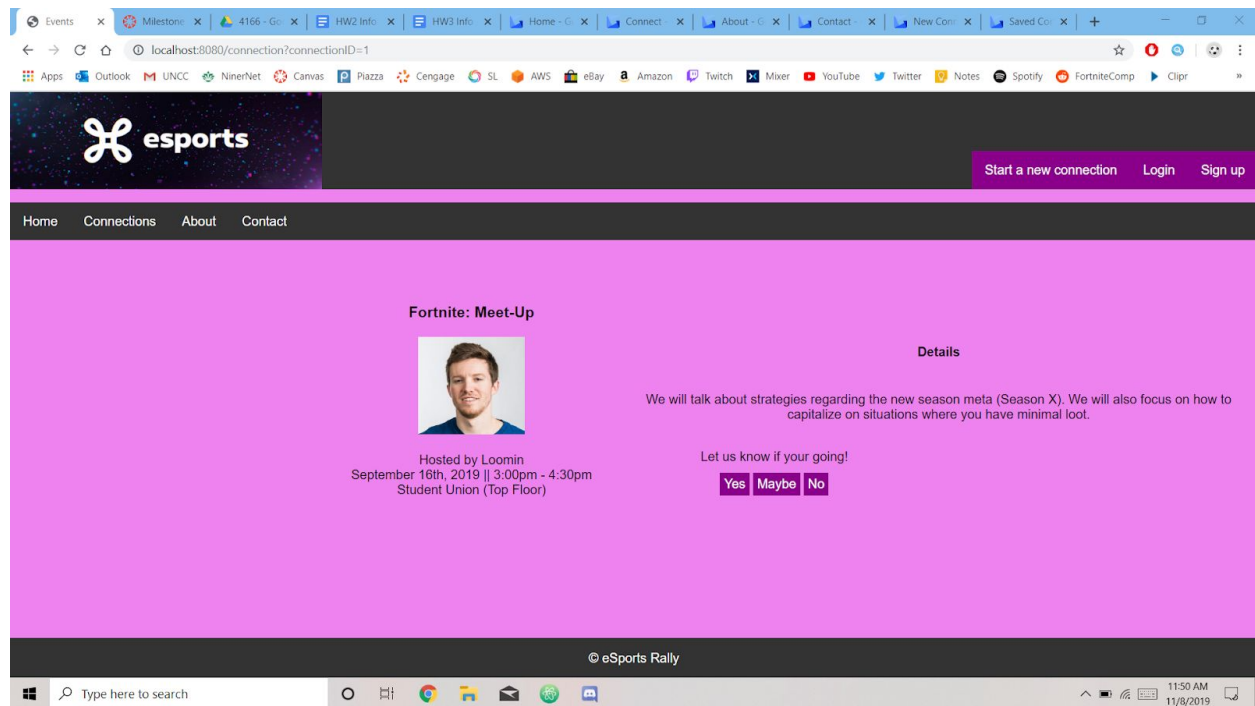 Events
Milestone
4166 - Go
HW2 Info
HW3 Info
Home - G
Connect -
About - G
Contact -
New Conn
Saved Co
localhost:8080/connection?connectionID=1
Apps Outlook UNCC NinerNet Canvas Piazza Cengage SL AWS eBay Amazon Twitch Mixer YouTube Twitter Notes Spotify FortniteComp Clipr »
esports
Start a new connection Login Sign up
Home Connections About Contact
Fortnite: Meet-Up
Hosted by Loomin
September 16th, 2019 || 3:00pm - 4:30pm
Student Union (Top Floor)
Details
We will talk about strategies regarding the new season meta (Season X). We will also focus on how to
capitalize on situations where you have minimal loot.
Let us know if your going!
Yes Maybe No
© eSports Rally
Type here to search
11:50 AM
11/8/2019